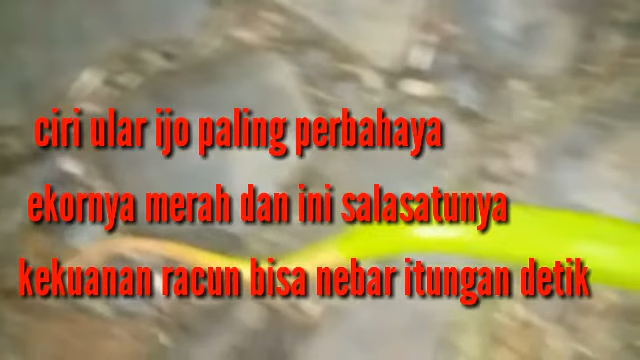 ciri ular ijo paling perbahaya
ekornya merah dan ini salasatunya
kekuanan racun bisa nebar itungan detik